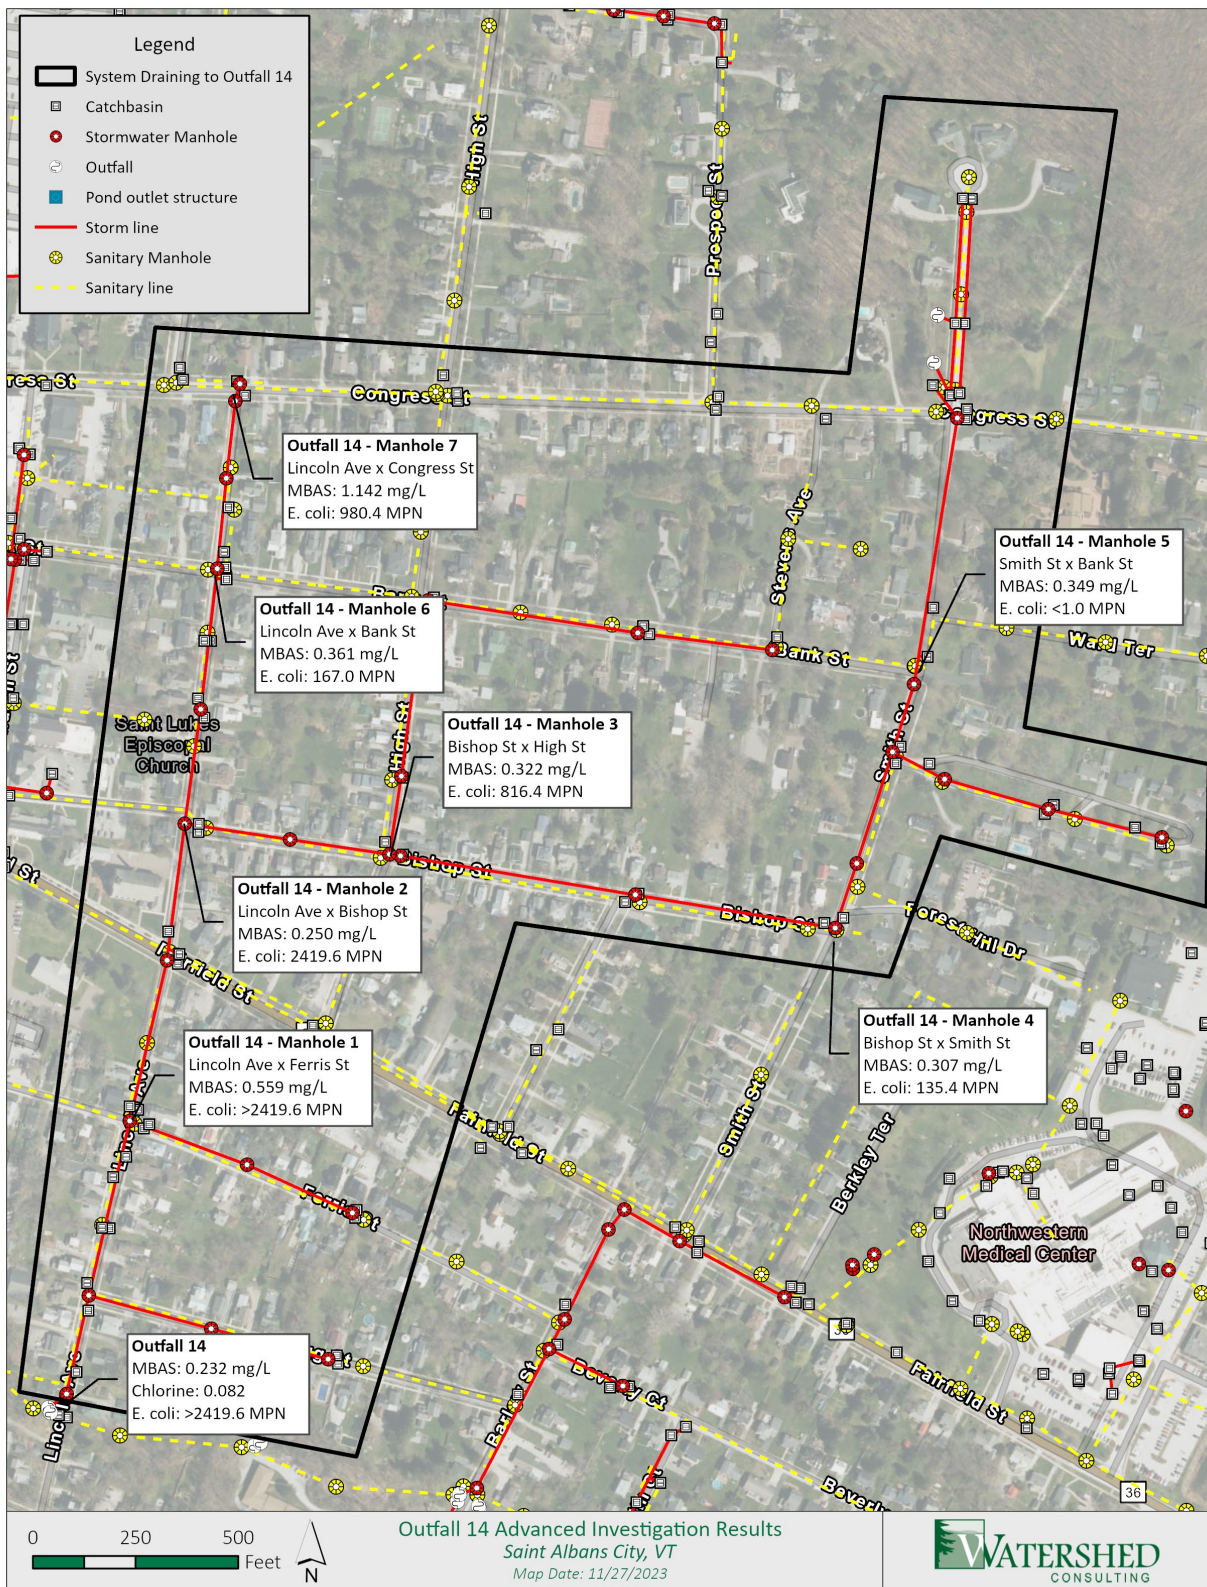 Legend
System Draining to Outfall 14
Catchbasin
Stormwater Manhole
Outfall
Pond outlet structure
Storm line
Sanitary Manhole
Sanitary line
High St
Prospect St
ress St
Congress St
Congress St
Outfall 14 - Manhole 7
Lincoln Ave x Congress St
MBAS: 1.142 mg/L
E. coli: 980.4 MPN
Stevens Ave
Outfall 14 - Manhole 5
Smith St x Bank St
MBAS: 0.349 mg/L
E. coli: <1.0 MPN
Outfall 14 - Manhole 6
Lincoln Ave x Bank St
MBAS: 0.361 mg/L
E. coli: 167.0 MPN
Bank St
Ward Ter
Saint Lukes
Episcopal
Church
High St
Smith St
Outfall 14 - Manhole 3
Bishop St x High St
MBAS: 0.322 mg/L
E. coli: 816.4 MPN
Bishop St
Bishop St
Forest Hill Dr
Outfall 14 - Manhole 2
Lincoln Ave x Bishop St
MBAS: 0.250 mg/L
E. coli: 2419.6 MPN
Fairfield St
Outfall 14 - Manhole 1
Lincoln Ave x Ferris St
MBAS: 0.559 mg/L
E. coli: >2419.6 MPN
Outfall 14 - Manhole 4
Bishop St x Smith St
MBAS: 0.307 mg/L
E. coli: 135.4 MPN
Fairfield St
Smith St
Berkley Ter
Ferris St
Northwestern
Medical Center
Outfall 14
MBAS: 0.232 mg/L
Chlorine: 0.082
E. coli: >2419.6 MPN
Beverly Ct
Fairfield St
36
0 250 500
Feet
N
Outfall 14 Advanced Investigation Results
Saint Albans City, VT
Map Date: 11/27/2023
WATERSHED
CONSULTING